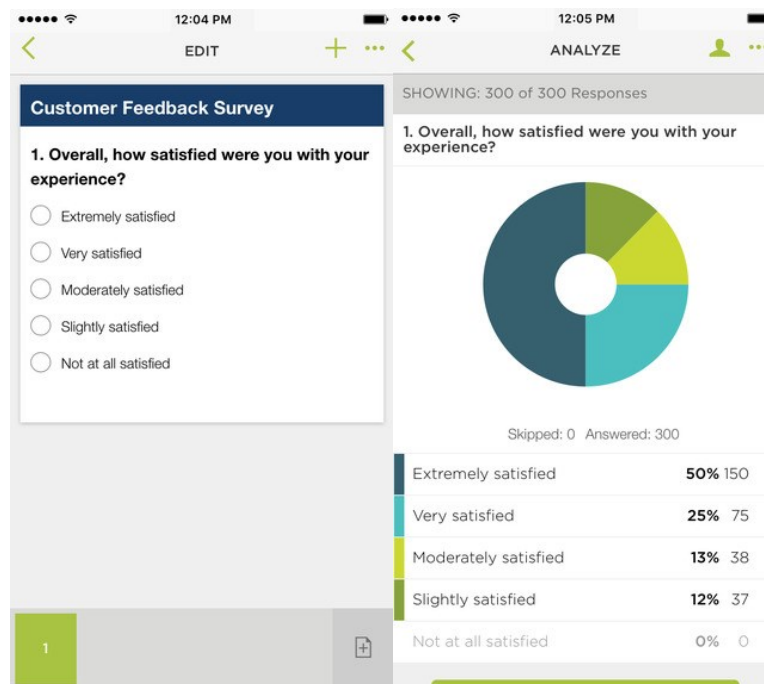 12:04 PM
EDIT
Customer Feedback Survey
1. Overall, how satisfied were you with your
experience?
Extremely satisfied
Very satisfied
Moderately satisfied
Slightly satisfied
Not at all satisfied
1
12:05 PM
ANALYZE
SHOWING: 300 of 300 Responses
1. Overall, how satisfied were you with your
experience?
Skipped: 0 Answered: 300
Extremely satisfied 50% 150
Very satisfied 25% 75
Moderately satisfied 13% 38
Slightly satisfied 12% 37
Not at all satisfied 0% 0